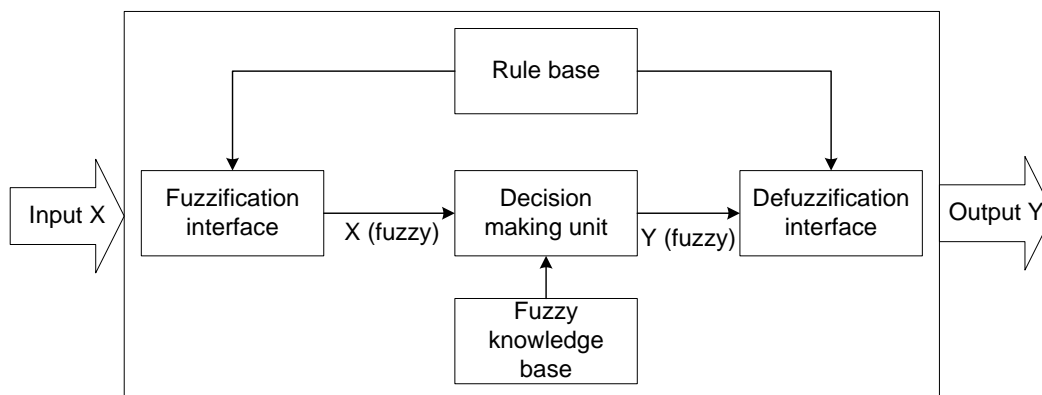 Rule base
Input X
Fuzzification
interface
X (fuzzy)
Decision
making unit
Y (fuzzy)
Defuzzification
interface
Output Y
Fuzzy
knowledge
base